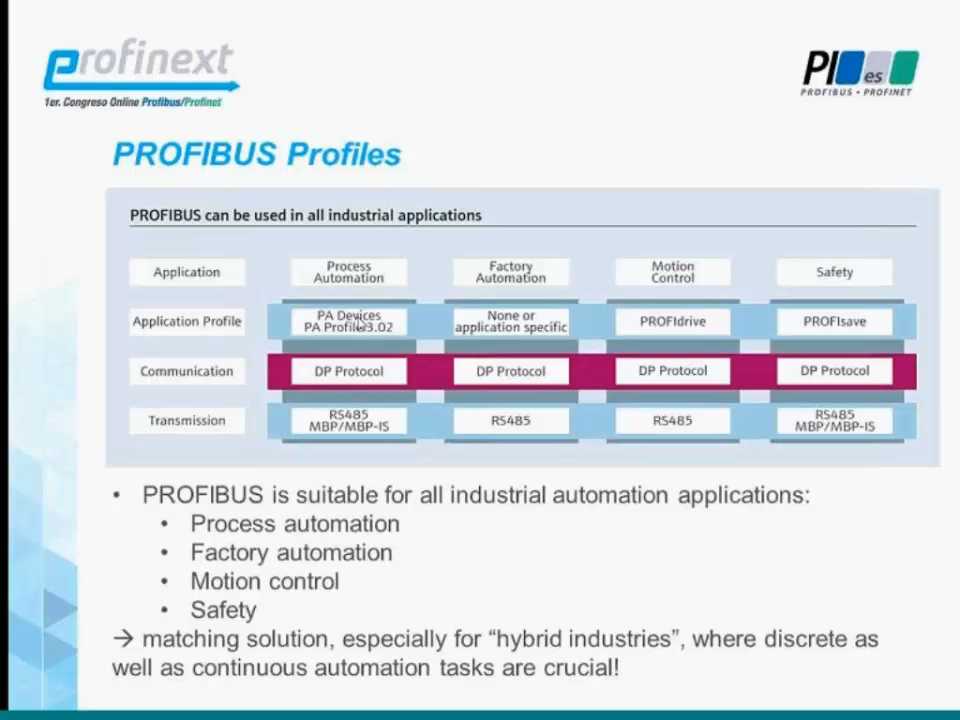 profinext
1er. Congreso Online Profibus/Profinet
PI es
PROFIBUS • PROFINET
PROFIBUS Profiles
PROFIBUS can be used in all industrial applications
Application
Process
Automation
Factory
Automation
Motion
Control
Safety
Application Profile
PA Devices
PA Profile3.02
None or
application specific
PROFIdrive
PROFIsave
Communication
DP Protocol
DP Protocol
DP Protocol
DP Protocol
Transmission
RS485
MBP/MBP-IS
RS485
RS485
RS485
MBP/MBP-IS
• PROFIBUS is suitable for all industrial automation applications:
• Process automation
• Factory automation
• Motion control
• Safety
→ matching solution, especially for “hybrid industries”, where discrete as
well as continuous automation tasks are crucial!